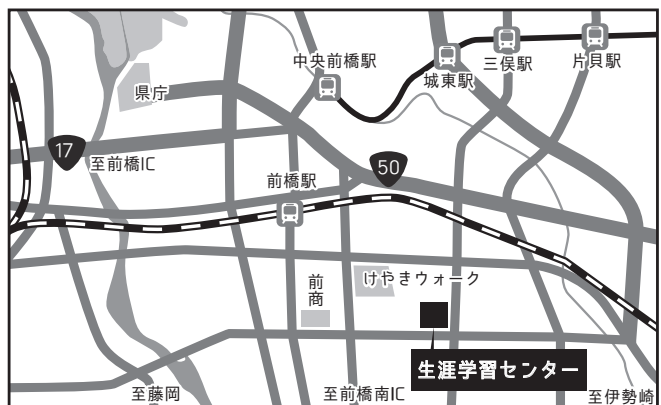 中央前橋駅
城東駅
三俣駅
片貝駅
県庁
17
至前橋IC
50
前橋駅
前商
けやきウォーク
生涯学習センター
至藤岡
至前橋南IC
至伊勢崎